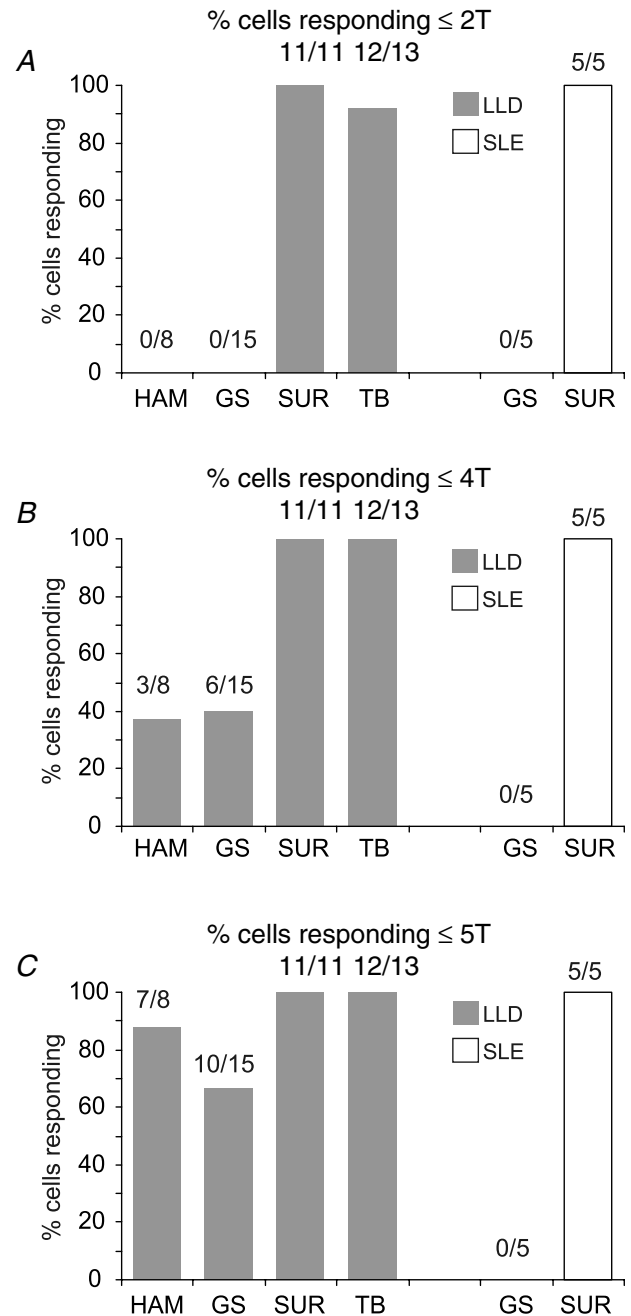 % cells responding ≤ 2T
A
11/11 12/13
5/5
100
80
60
40
20
0
% cells responding
LLD
SLE
0/8 0/15 0/5
HAM GS SUR TB GS SUR
% cells responding ≤ 4T
B
11/11 12/13
5/5
100
80
60
40
20
0
% cells responding
LLD
SLE
3/8 6/15
0/5
HAM GS SUR TB GS SUR
% cells responding ≤ 5T
C
11/11 12/13
5/5
100
80
60
40
20
0
% cells responding
7/8
LLD
SLE
10/15
0/5
HAM GS SUR TB GS SUR